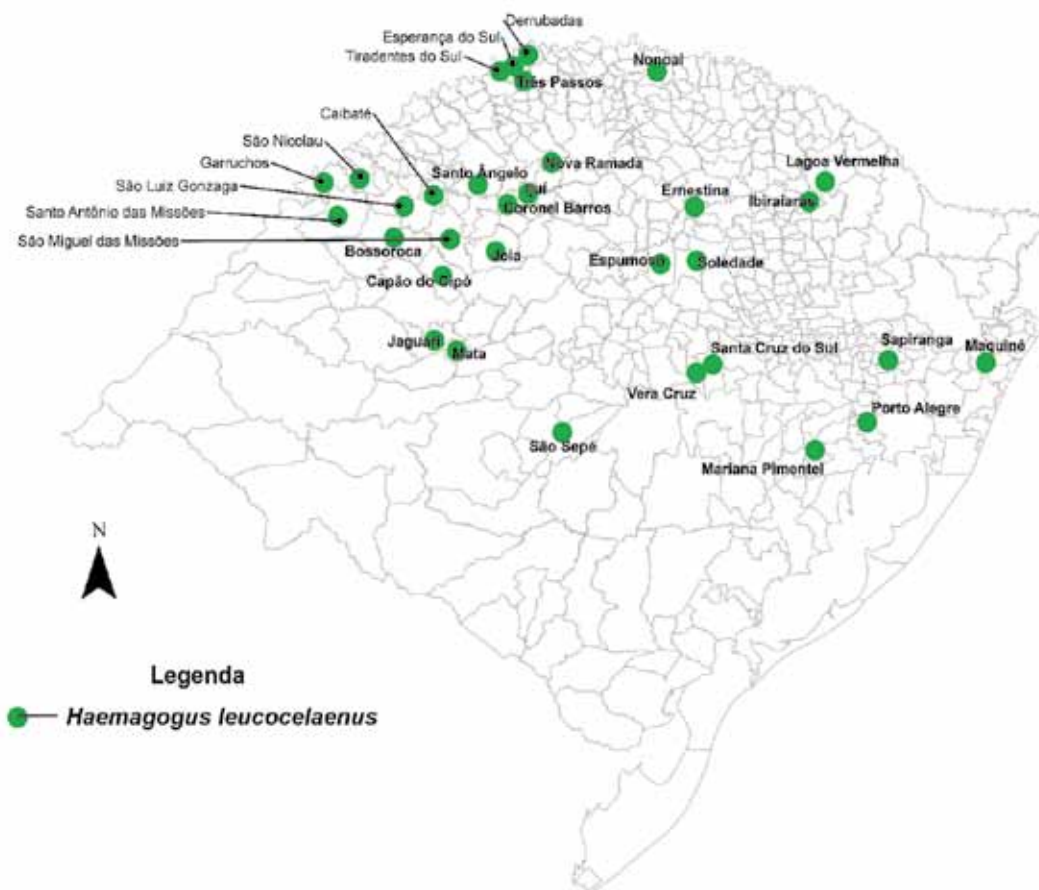 Derrubadas
Esperança do Sul
Tiradentes do Sul
Nonoai
Três Passos
Caibaté
São Nicolau
Garruchos
São Luiz Gonzaga
Santo Antônio das Missões
São Miguel das Missões
Santo Ângelo
Nova Ramada
Ijuí
Coronel Barros
Ernestina
Lagoa Vermelha
Ibiraiaras
Bossoroca
Joia
Espumoso
Soledade
Capão do Cipó
Jaguari
Mata
Santa Cruz do Sul
Sapiranga
Maquiné
Vera Cruz
Porto Alegre
São Sepé
Mariana Pimentel
N
Legenda
Haemagogus leucocelaenus